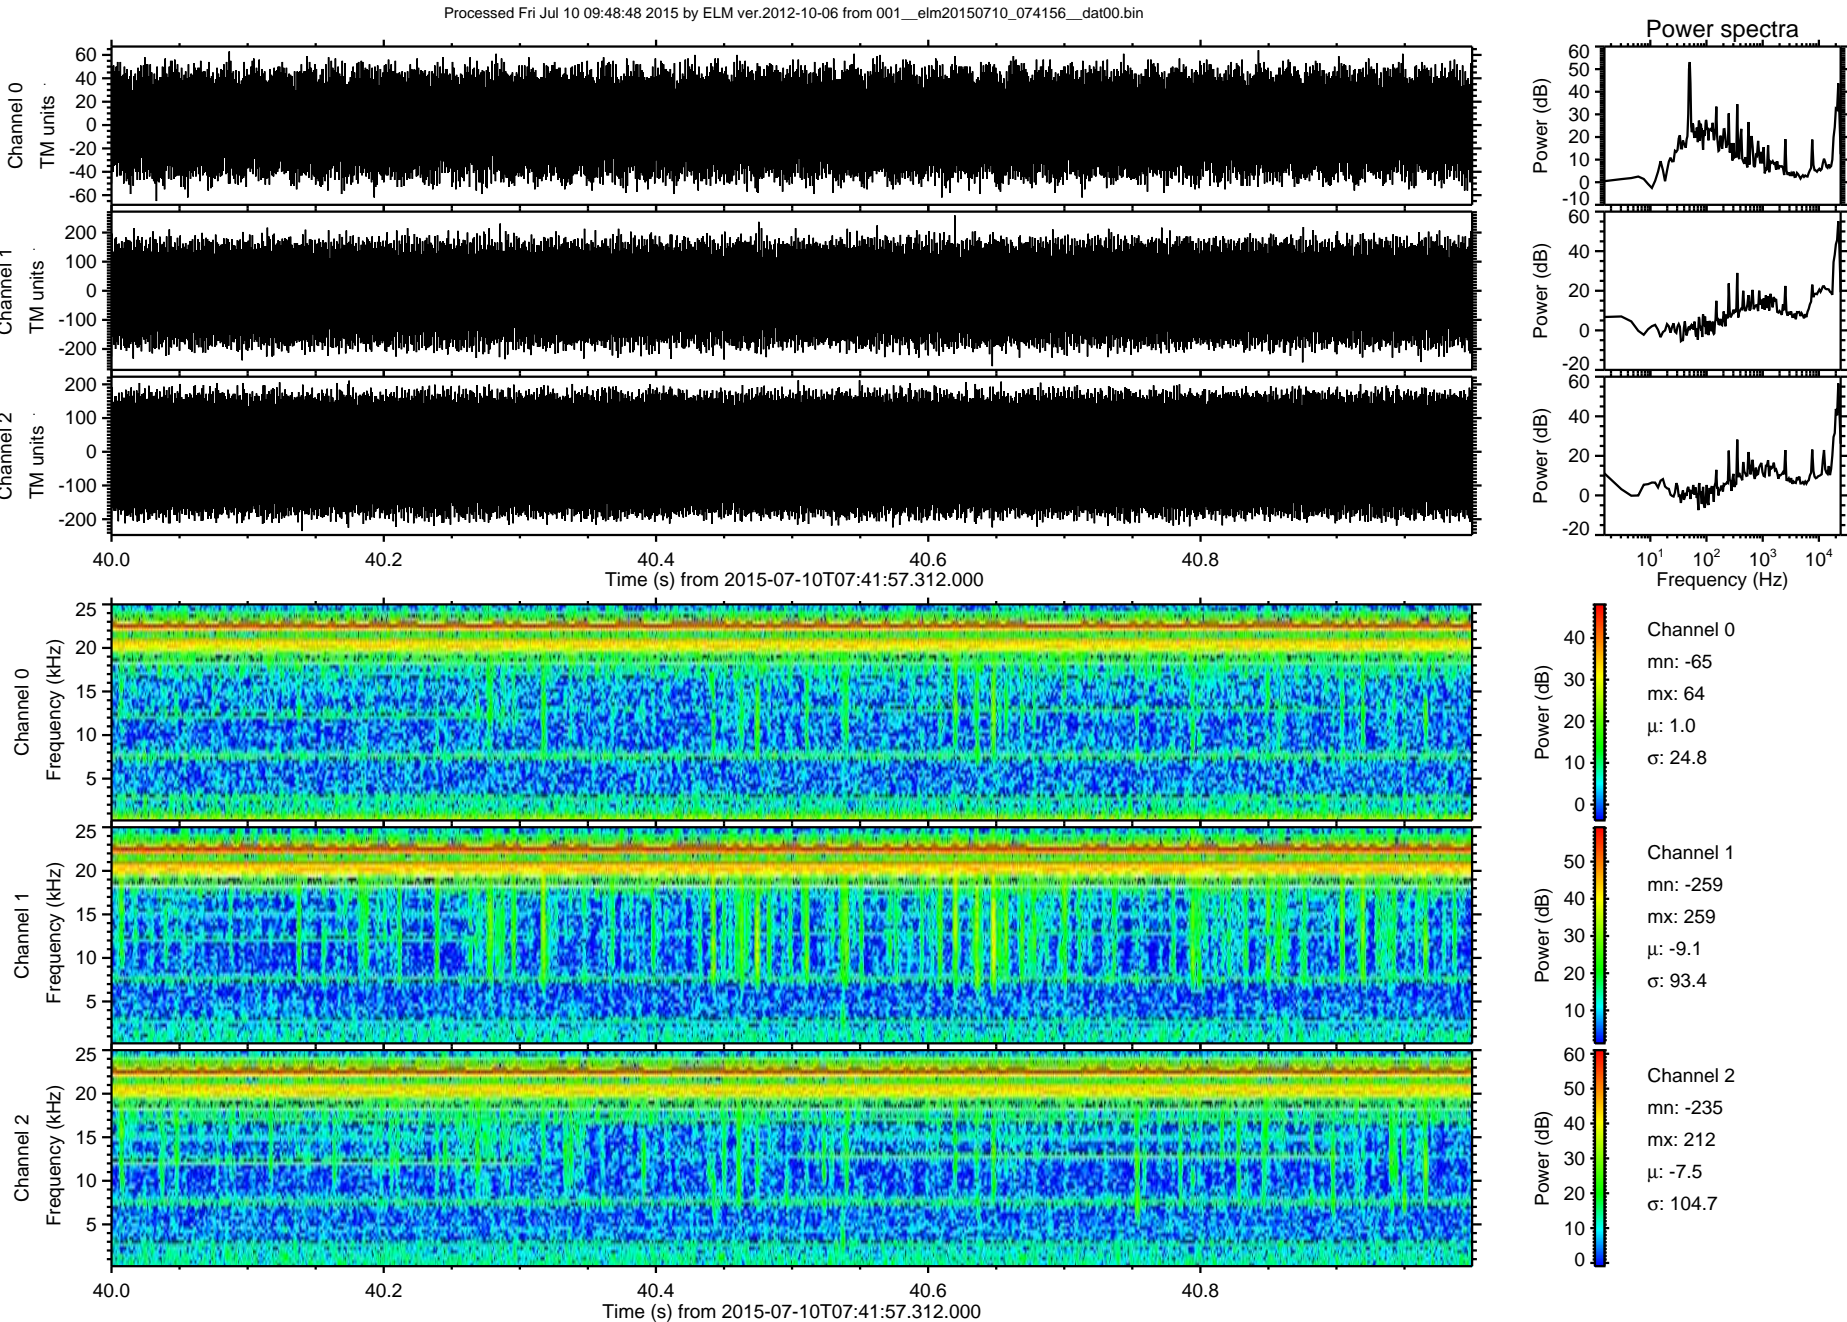 Processed Fri Jul 10 09:48:48 2015 by ELM ver.2012-10-06 from 001__elm20150710_074156__dat00.bin
Power spectra
Channel 0
TM units
60
40
20
0
-20
-40
-60
Power (dB)
60
50
40
30
20
10
0
-10
Channel 1
TM units
200
100
0
-100
-200
Power (dB)
60
40
20
0
-20
Channel 2
TM units
200
100
0
-100
-200
Power (dB)
60
40
20
0
-20
40.0 40.2 40.4 40.6 40.8
Time (s) from 2015-07-10T07:41:57.312.000
10^1 10^2 10^3 10^4
Frequency (Hz)
Channel 0
Frequency (kHz)
25
20
15
10
5
Power (dB)
40
30
20
10
0
Channel 0
mn: -65
mx: 64
μ: 1.0
σ: 24.8
Channel 1
Frequency (kHz)
25
20
15
10
5
Power (dB)
50
40
30
20
10
Channel 1
mn: -259
mx: 259
μ: -9.1
σ: 93.4
Channel 2
Frequency (kHz)
25
20
15
10
5
Power (dB)
60
50
40
30
20
10
0
Channel 2
mn: -235
mx: 212
μ: -7.5
σ: 104.7
40.0 40.2 40.4 40.6 40.8
Time (s) from 2015-07-10T07:41:57.312.000